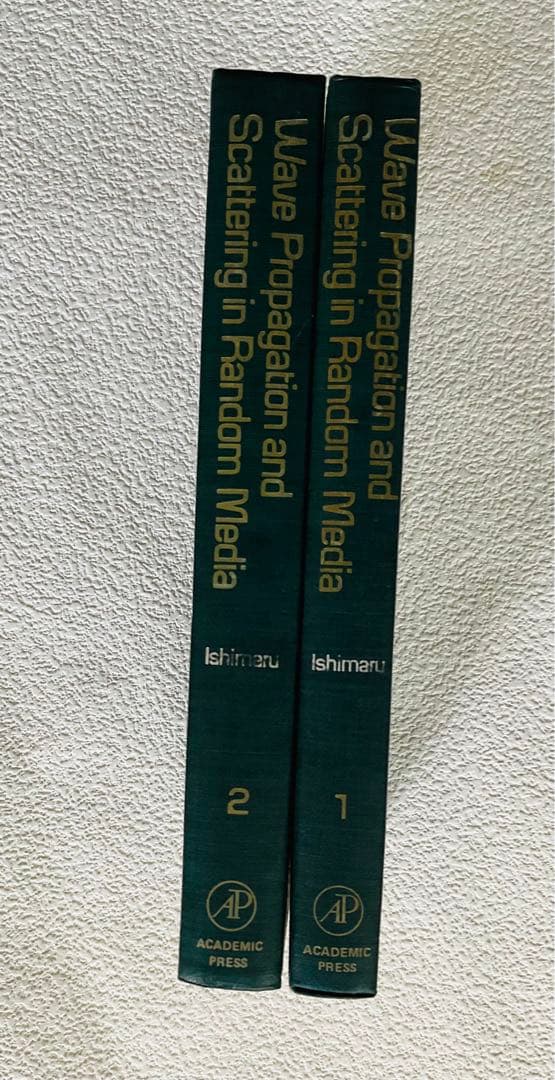 Wave Propagation and
Scattering in Random Media
Ishimaru
2
AP
ACADEMIC
PRESS
Wave Propagation and
Scattering in Random Media
Ishimaru
1
AP
ACADEMIC
PRESS